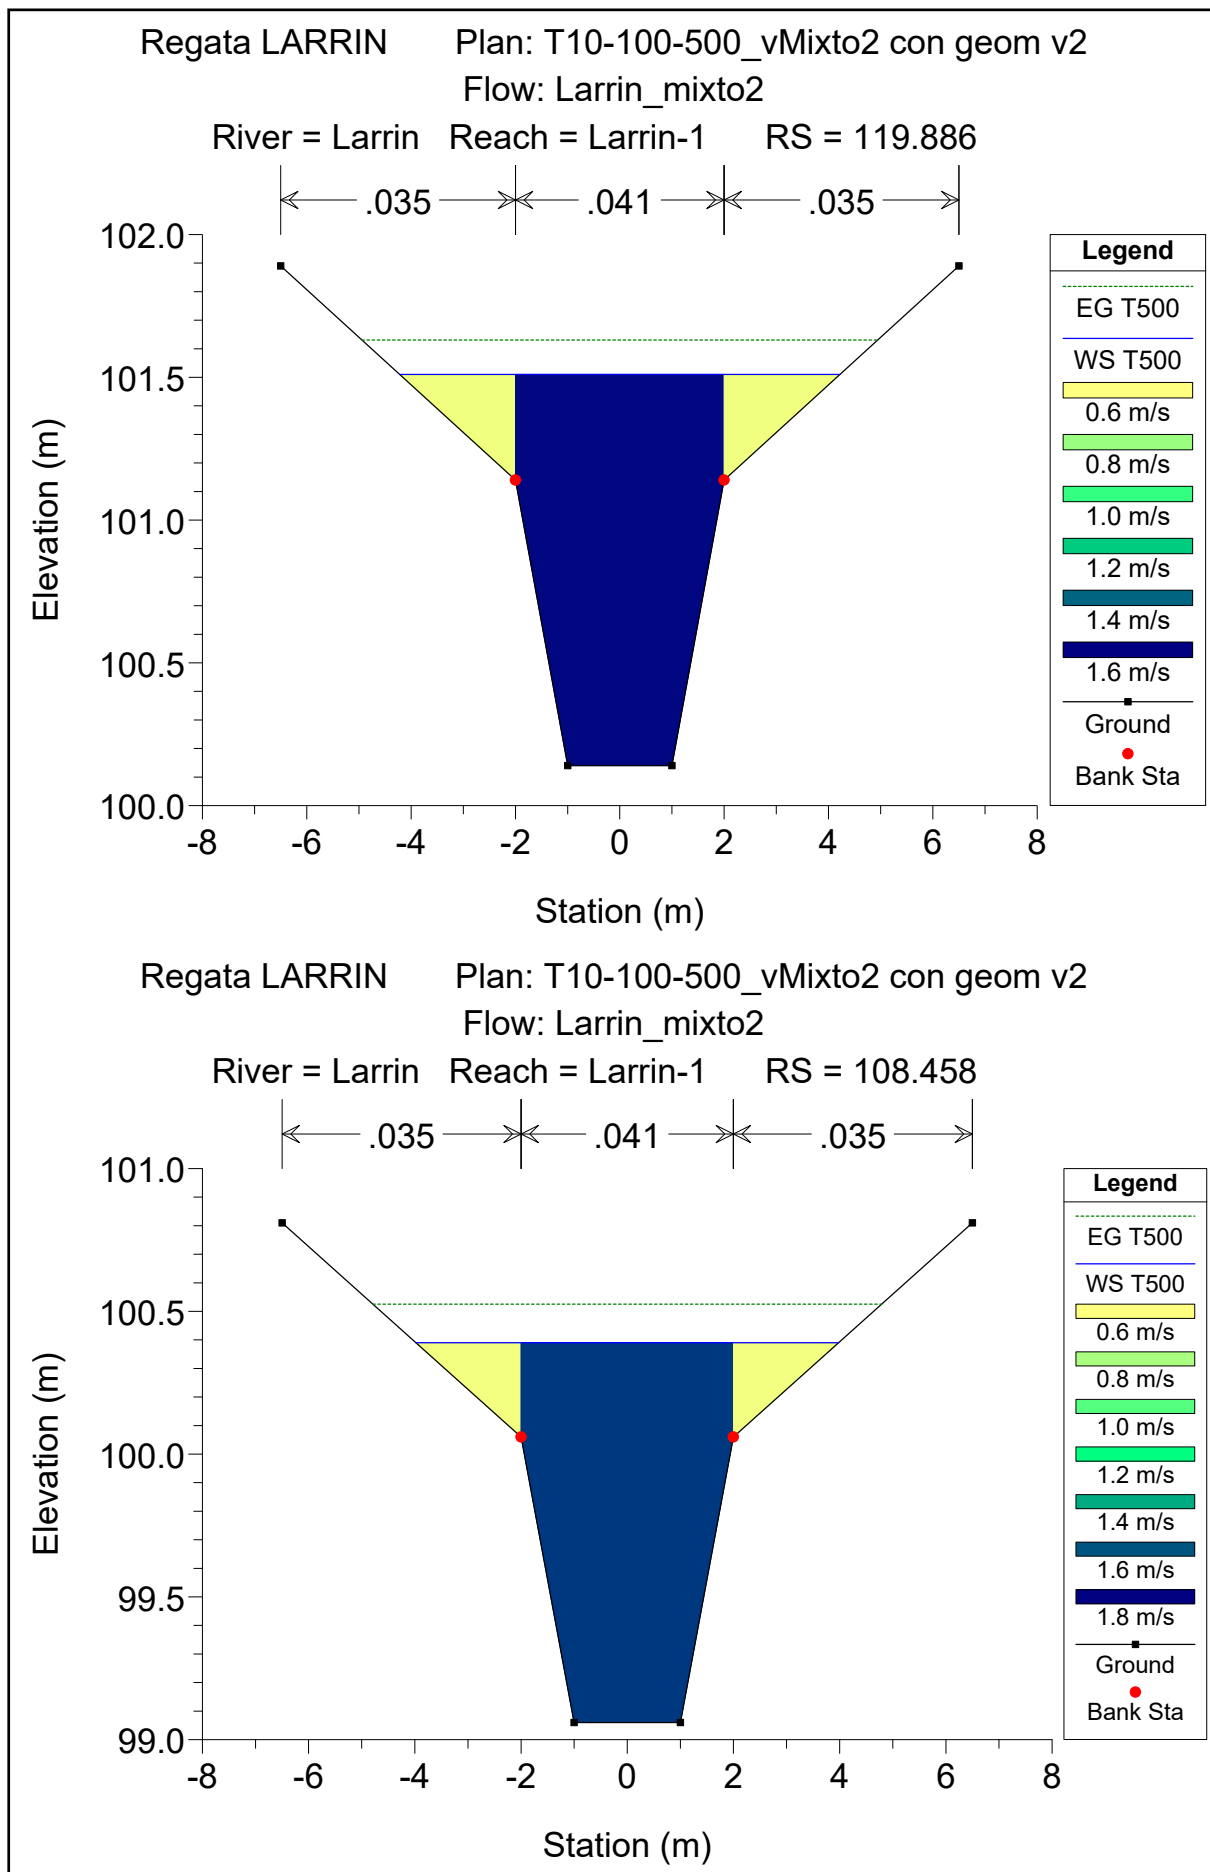 Regata LARRIN Plan: T10-100-500_vMixto2 con geom v2
Flow: Larrin_mixto2
River = Larrin Reach = Larrin-1 RS = 119.886
.035 .041 .035
102.0
101.5
101.0
100.5
100.0
Elevation (m)
-8 -6 -4 -2 0 2 4 6 8
Station (m)
Legend
EG T500
WS T500
0.6 m/s
0.8 m/s
1.0 m/s
1.2 m/s
1.4 m/s
1.6 m/s
Ground
Bank Sta
Regata LARRIN Plan: T10-100-500_vMixto2 con geom v2
Flow: Larrin_mixto2
River = Larrin Reach = Larrin-1 RS = 108.458
.035 .041 .035
101.0
100.5
100.0
99.5
99.0
Elevation (m)
-8 -6 -4 -2 0 2 4 6 8
Station (m)
Legend
EG T500
WS T500
0.6 m/s
0.8 m/s
1.0 m/s
1.2 m/s
1.4 m/s
1.6 m/s
1.8 m/s
Ground
Bank Sta